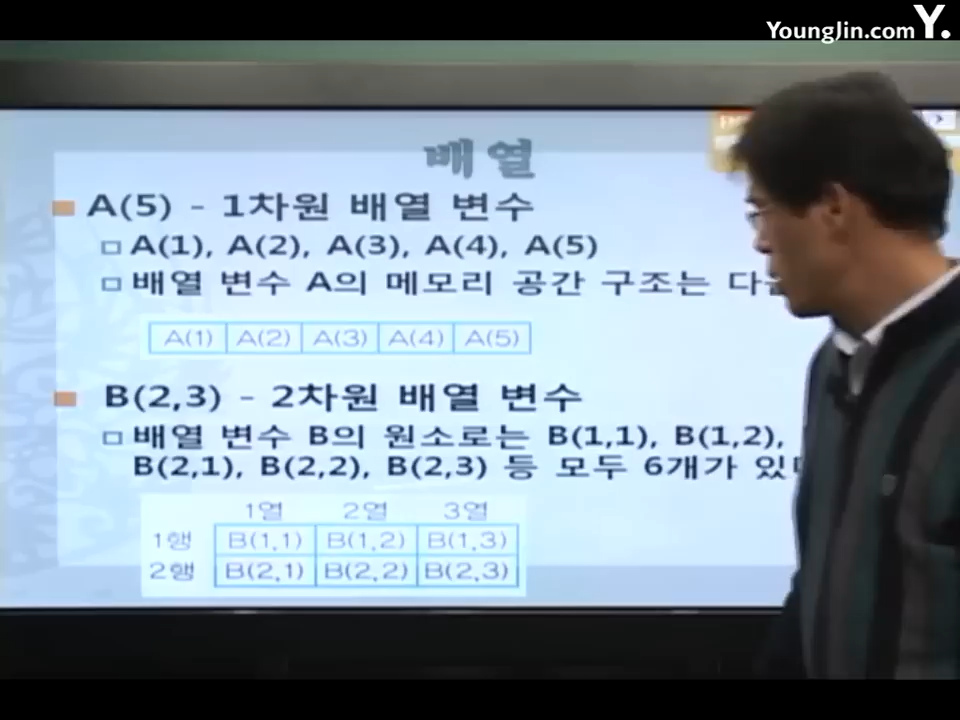 YoungJin.com Y.
배열
A(5) - 1차원 배열 변수
A(1), A(2), A(3), A(4), A(5)
배열 변수 A의 메모리 공간 구조는
A(1) A(2) A(3) A(4) A(5)
B(2,3) - 2차원 배열 변수
배열 변수 B의 원소로는 B(1,1), B(1,2),
B(2,1), B(2,2), B(2,3) 등 모두 6개가
1열 2열 3열
1행 B(1,1) B(1,2) B(1,3)
2행 B(2,1) B(2,2) B(2,3)